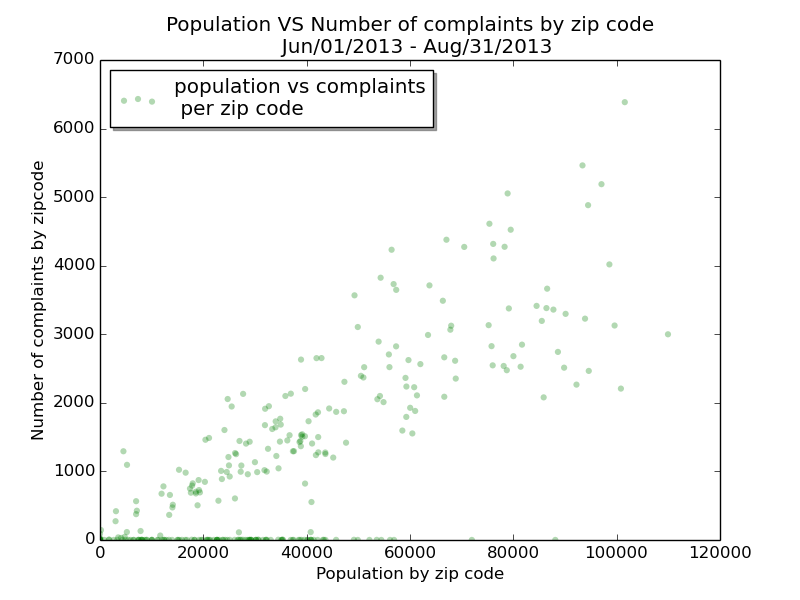 Population VS Number of complaints by zip code
Jun/01/2013 - Aug/31/2013
population vs complaints
per zip code
Number of complaints by zipcode
7000
6000
5000
4000
3000
2000
1000
0
0 20000 40000 60000 80000 100000 120000
Population by zip code